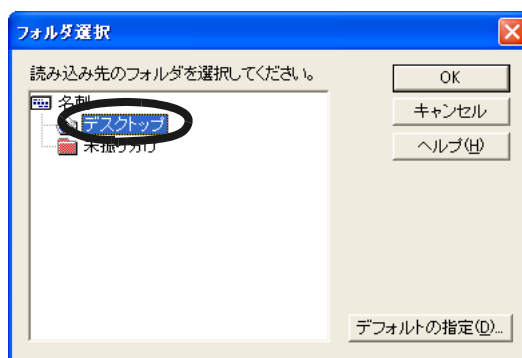 フォルダ選択
読み込み先のフォルダを選択してください。
名刺
デスクトップ
未振り分け
OK
キャンセル
ヘルプ(H)
デフォルトの指定(D)...